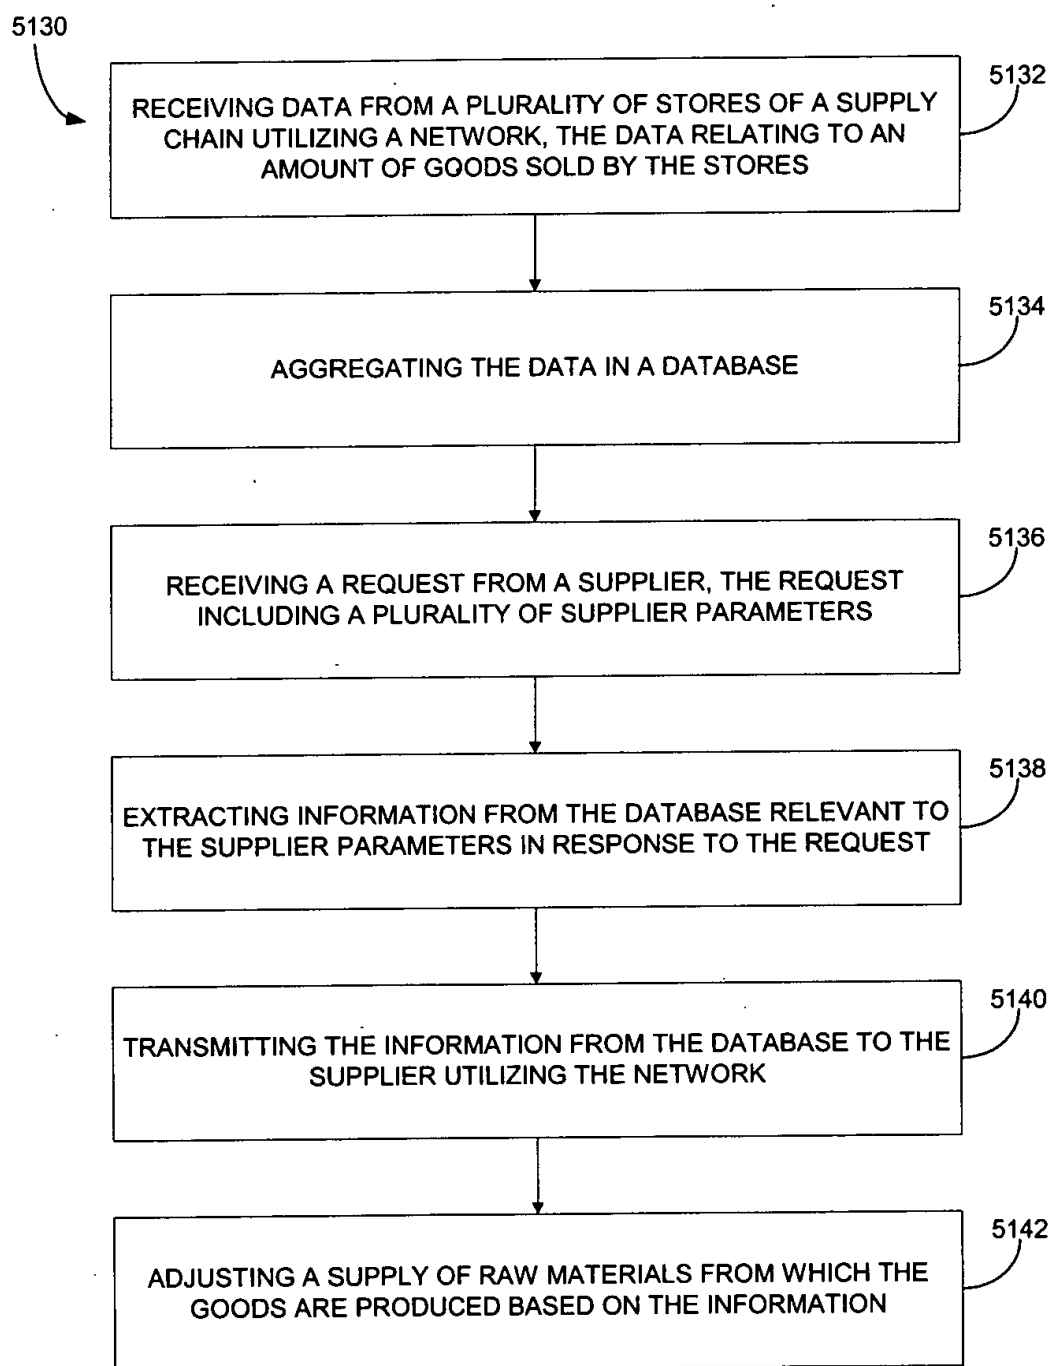 5130
5132
RECEIVING DATA FROM A PLURALITY OF STORES OF A SUPPLY
CHAIN UTILIZING A NETWORK, THE DATA RELATING TO AN
AMOUNT OF GOODS SOLD BY THE STORES
5134
AGGREGATING THE DATA IN A DATABASE
5136
RECEIVING A REQUEST FROM A SUPPLIER, THE REQUEST
INCLUDING A PLURALITY OF SUPPLIER PARAMETERS
5138
EXTRACTING INFORMATION FROM THE DATABASE RELEVANT TO
THE SUPPLIER PARAMETERS IN RESPONSE TO THE REQUEST
5140
TRANSMITTING THE INFORMATION FROM THE DATABASE TO THE
SUPPLIER UTILIZING THE NETWORK
5142
ADJUSTING A SUPPLY OF RAW MATERIALS FROM WHICH THE
GOODS ARE PRODUCED BASED ON THE INFORMATION